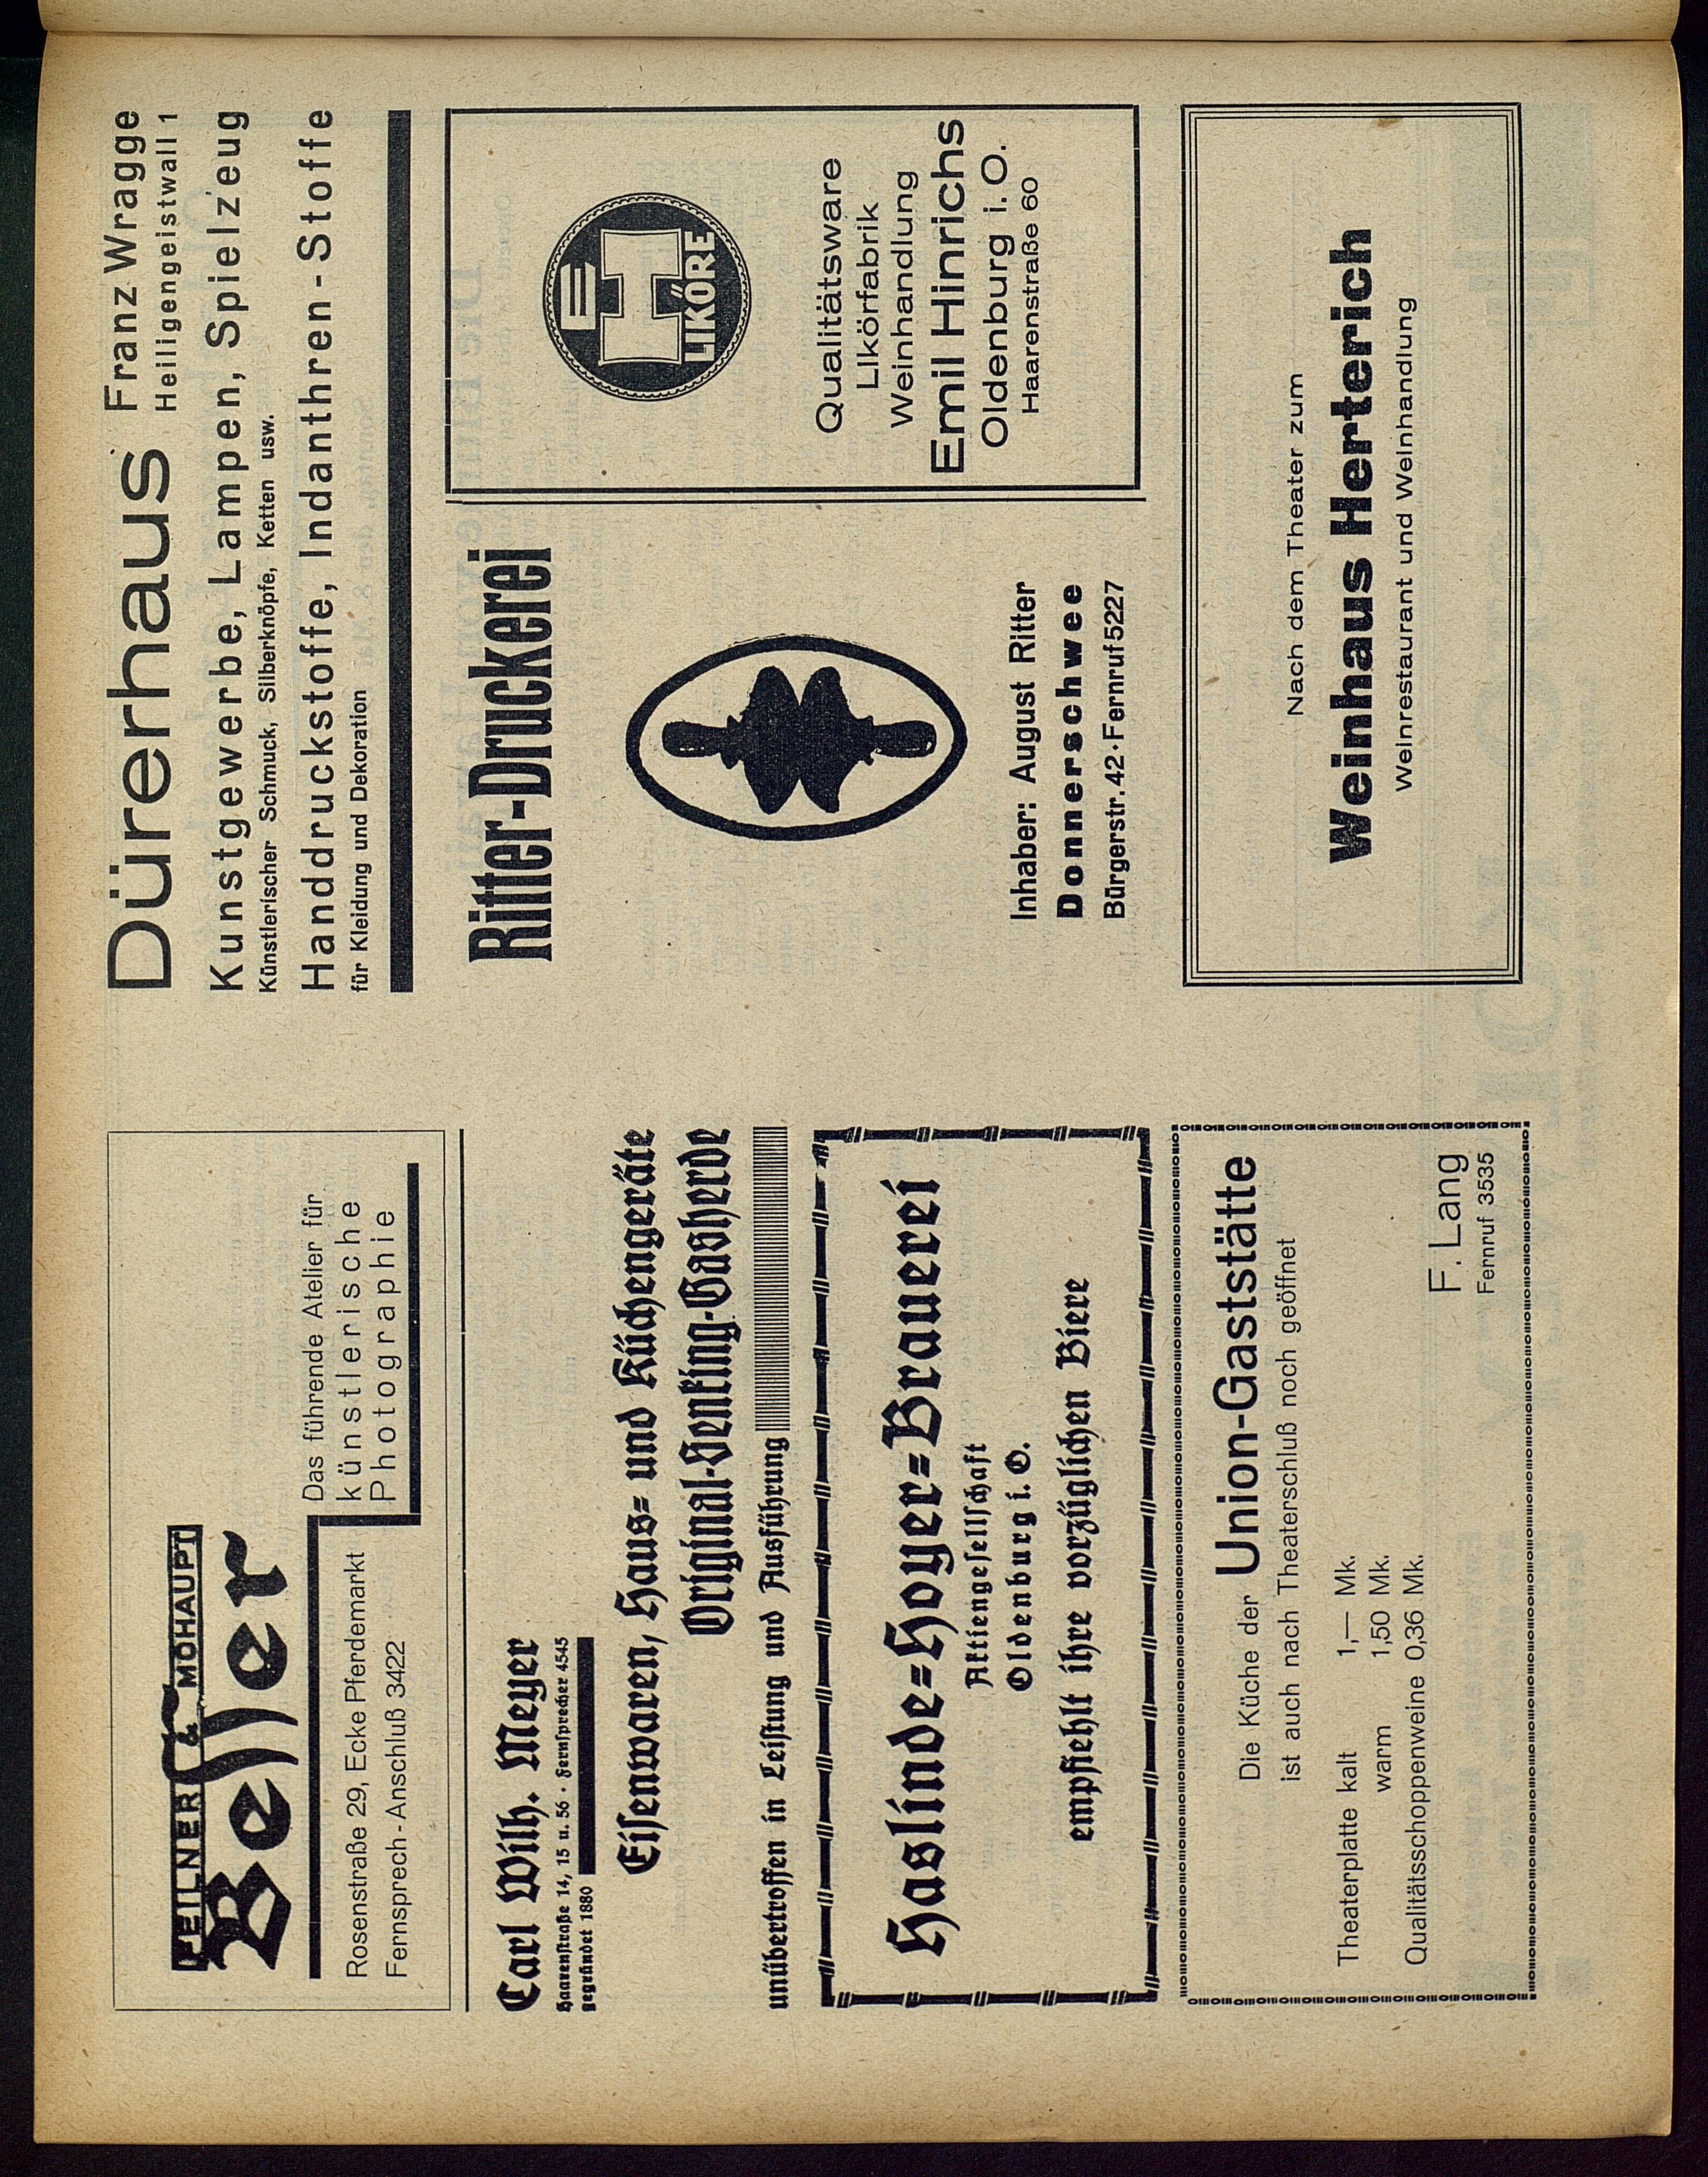 PEILNER & MOHAUPT
Beller
Das führende Atelier für
künstlerische
Photographie
Rosenstraße 29, Ecke Pferdemarkt
Fernsprech-Anschluß 3422
Carl Wilh. Meyer
Haarenstraße 14, 15 u. 56 · Fernsprecher 4545
gegründet 1880
Eisenwaren, Haus- und Küchengeräte
Original-Senking-Gasherde
unübertroffen in Leistung und Ausführung
Haslinde-Hoyer-Brauerei
Aktiengesellschaft
Oldenburg i. O.
empfiehlt ihre vorzüglichen Biere
Die Küche der Union-Gaststätte
ist auch nach Theaterschluß noch geöffnet
Theaterplatte kalt 1,— Mk.
warm 1,50 Mk.
Qualitätsschoppenweine 0,36 Mk.
F. Lang
Fernruf 3535
Dürerhaus Franz Wragge
Heiligengeistwall 1
Kunstgewerbe, Lampen, Spielzeug
Künstlerischer Schmuck, Silberknöpfe, Ketten usw.
Handdruckstoffe, Indanthren-Stoffe
für Kleidung und Dekoration
Ritter-Druckerei
Inhaber: August Ritter
Donnerschwee
Bürgerstr. 42 · Fernruf 5227
E H
LIKÖRE
Qualitätsware
Likörfabrik
Weinhandlung
Emil Hinrichs
Oldenburg i. O.
Haarenstraße 60
Nach dem Theater zum
Weinhaus Herterich
Weinrestaurant und Weinhandlung